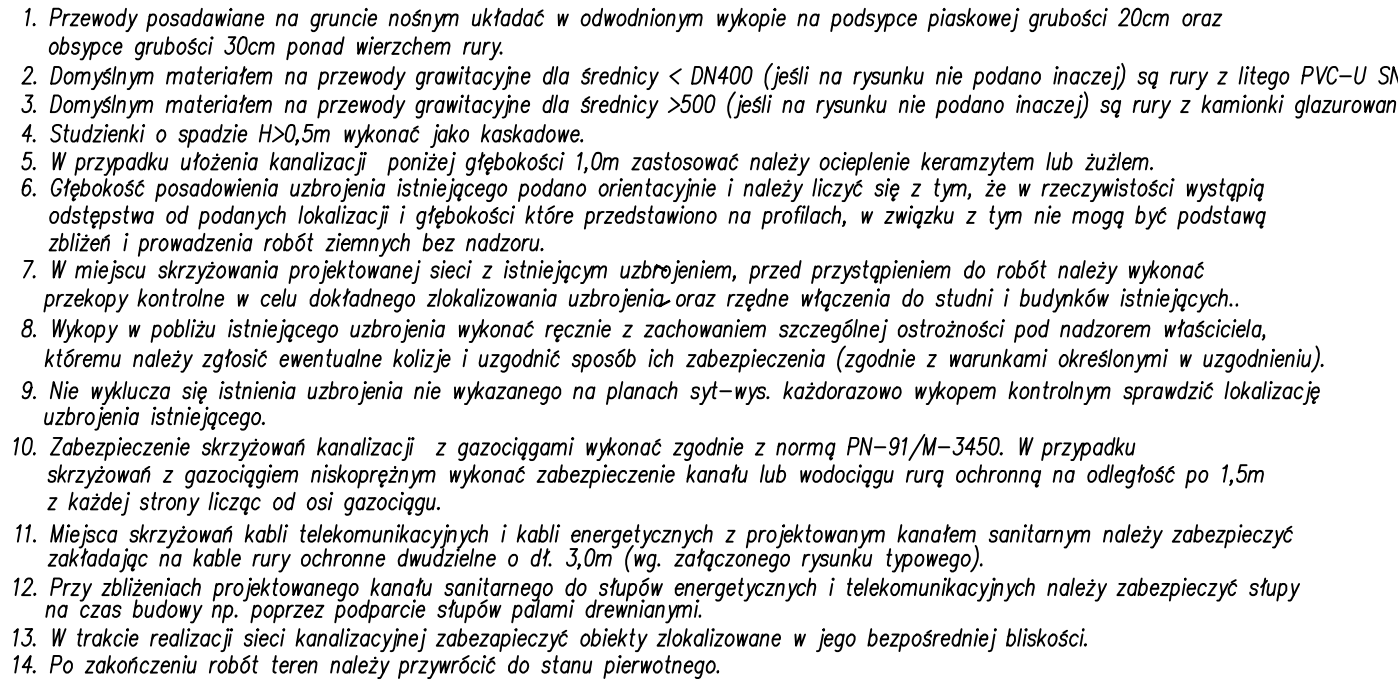 1. Przewody posadawiane na gruncie nośnym układać w odwodnionym wykopie na podsypce piaskowej grubości 20cm oraz
obsypce grubości 30cm ponad wierzchem rury.
2. Domyślnym materiałem na przewody grawitacyjne dla średnicy < DN400 (jeśli na rysunku nie podano inaczej) są rury z litego PVC-U SN
3. Domyślnym materiałem na przewody grawitacyjne dla średnicy >500 (jeśli na rysunku nie podano inaczej) są rury z kamionki glazurowan
4. Studzienki o spadzie H>0,5m wykonać jako kaskadowe.
5. W przypadku ułożenia kanalizacji poniżej głębokości 1,0m zastosować należy ocieplenie keramzytem lub żużlem.
6. Głębokość posadowienia uzbrojenia istniejącego podano orientacyjnie i należy liczyć się z tym, że w rzeczywistości wystąpią
odstępstwa od podanych lokalizacji i głębokości które przedstawiono na profilach, w związku z tym nie mogą być podstawą
zbliżeń i prowadzenia robót ziemnych bez nadzoru.
7. W miejscu skrzyżowania projektowanej sieci z istniejącym uzbrojeniem, przed przystąpieniem do robót należy wykonać
przekopy kontrolne w celu dokładnego zlokalizowania uzbrojenia oraz rzędne włączenia do studni i budynków istniejących..
8. Wykopy w pobliżu istniejącego uzbrojenia wykonać ręcznie z zachowaniem szczególnej ostrożności pod nadzorem właściciela,
któremu należy zgłosić ewentualne kolizje i uzgodnić sposób ich zabezpieczenia (zgodnie z warunkami określonymi w uzgodnieniu).
9. Nie wyklucza się istnienia uzbrojenia nie wykazanego na planach syt-wys. każdorazowo wykopem kontrolnym sprawdzić lokalizację
uzbrojenia istniejącego.
10. Zabezpieczenie skrzyżowań kanalizacji z gazociągami wykonać zgodnie z normą PN-91/M-3450. W przypadku
skrzyżowań z gazociągiem niskoprężnym wykonać zabezpieczenie kanału lub wodociągu rurą ochronną na odległość po 1,5m
z każdej strony licząc od osi gazociągu.
11. Miejsca skrzyżowań kabli telekomunikacyjnych i kabli energetycznych z projektowanym kanałem sanitarnym należy zabezpieczyć
zakładając na kable rury ochronne dwudzielne o dł. 3,0m (wg. załączonego rysunku typowego).
12. Przy zbliżeniach projektowanego kanału sanitarnego do słupów energetycznych i telekomunikacyjnych należy zabezpieczyć słupy
na czas budowy np. poprzez podparcie słupów palami drewnianymi.
13. W trakcie realizacji sieci kanalizacyjnej zabezapieczyć obiekty zlokalizowane w jego bezpośredniej bliskości.
14. Po zakończeniu robót teren należy przywrócić do stanu pierwotnego.